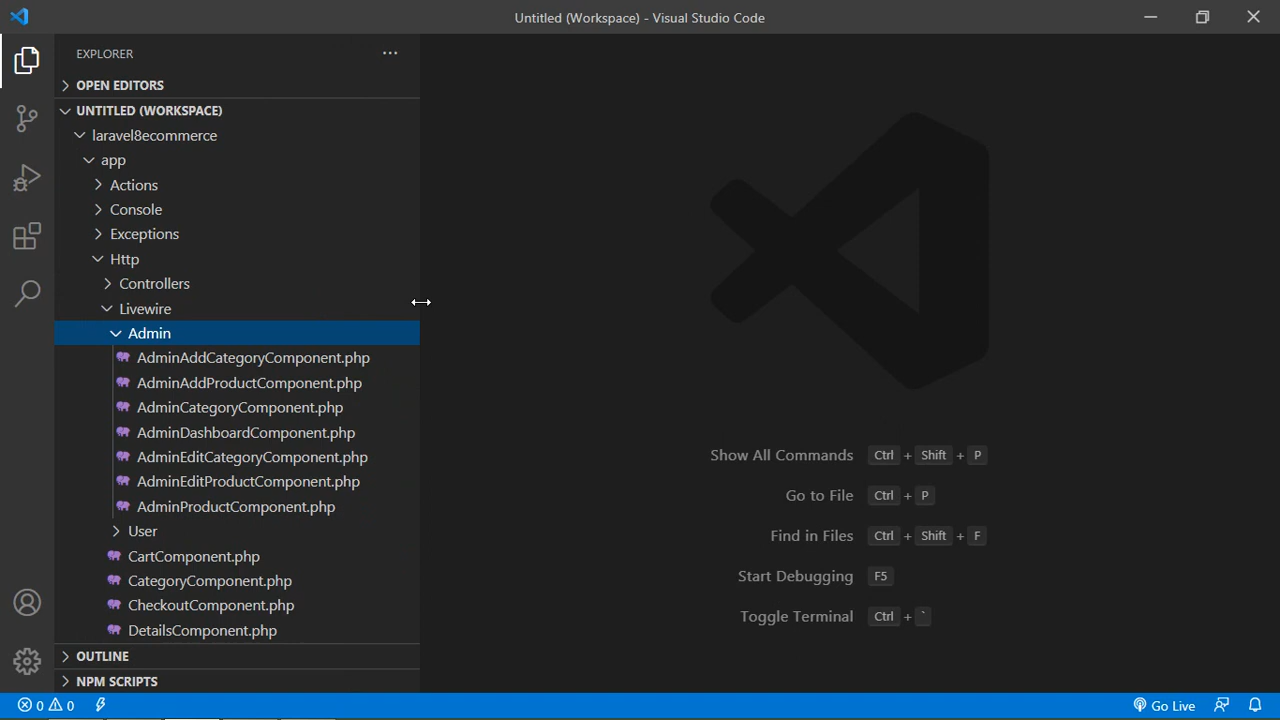 Untitled (Workspace) - Visual Studio Code
EXPLORER
OPEN EDITORS
UNTITLED (WORKSPACE)
laravel8ecommerce
app
Actions
Console
Exceptions
Http
Controllers
Livewire
Admin
AdminAddCategoryComponent.php
AdminAddProductComponent.php
AdminCategoryComponent.php
AdminDashboardComponent.php
AdminEditCategoryComponent.php
AdminEditProductComponent.php
AdminProductComponent.php
User
CartComponent.php
CategoryComponent.php
CheckoutComponent.php
DetailsComponent.php
OUTLINE
NPM SCRIPTS
Show All Commands Ctrl + Shift + P
Go to File Ctrl + P
Find in Files Ctrl + Shift + F
Start Debugging F5
Toggle Terminal Ctrl + `
0 0 Go Live